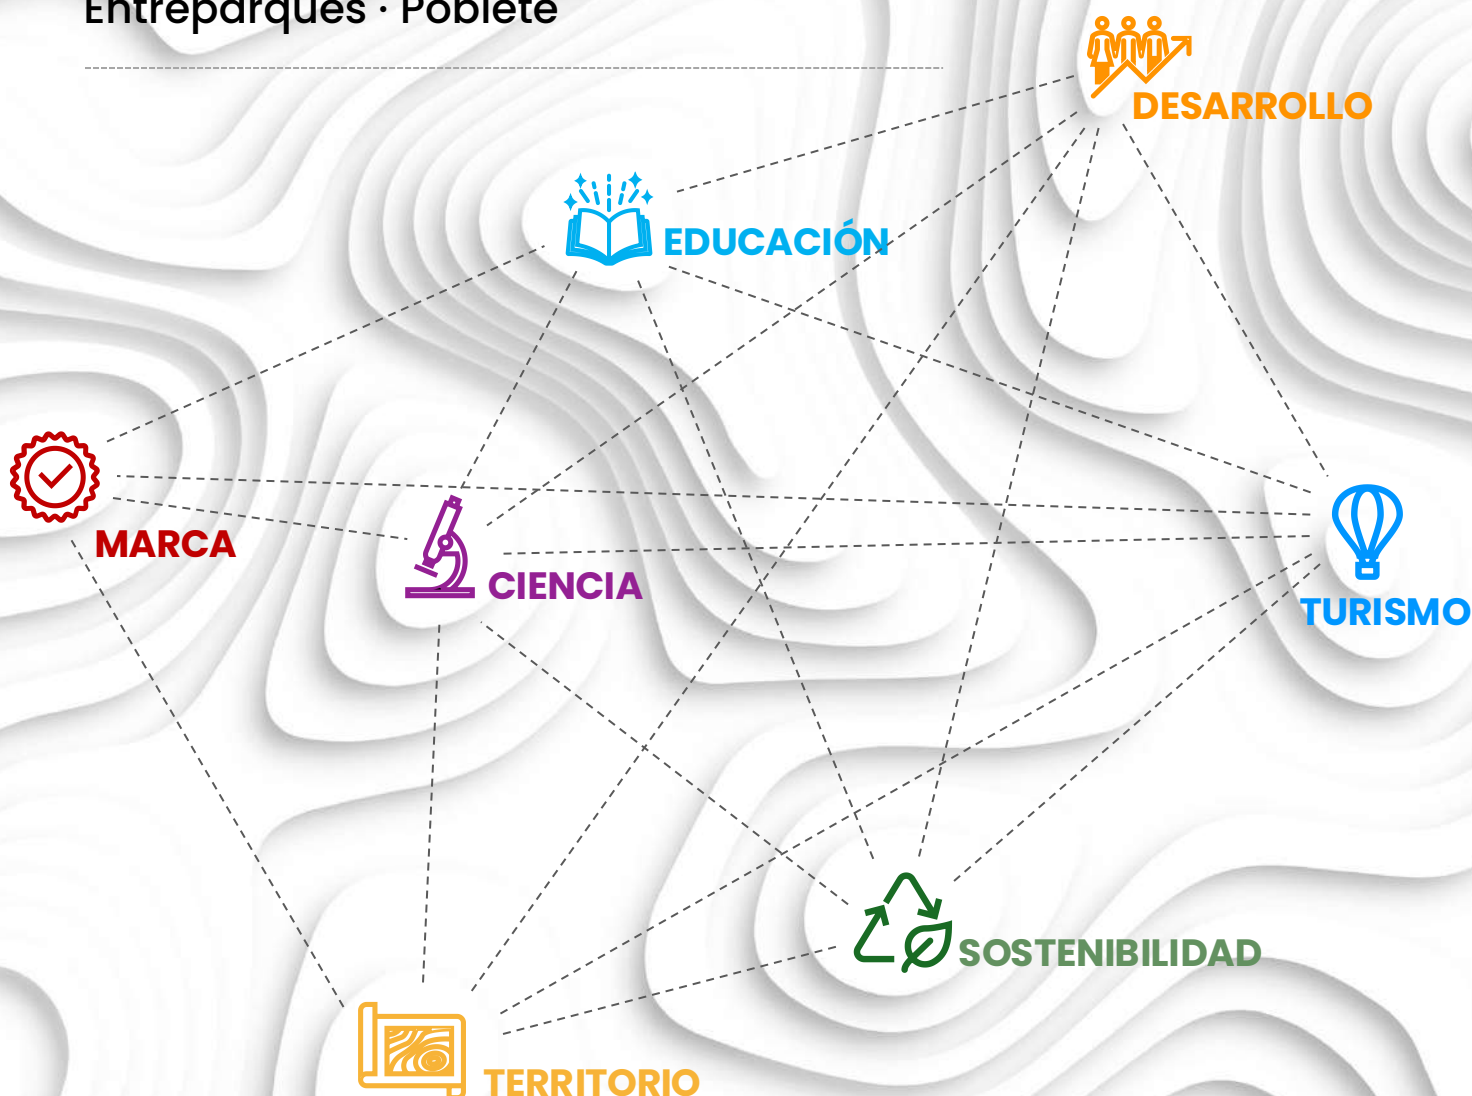 Entreparques · Poblete
DESARROLLO
EDUCACIÓN
MARCA
CIENCIA
TURISMO
SOSTENIBILIDAD
TERRITORIO